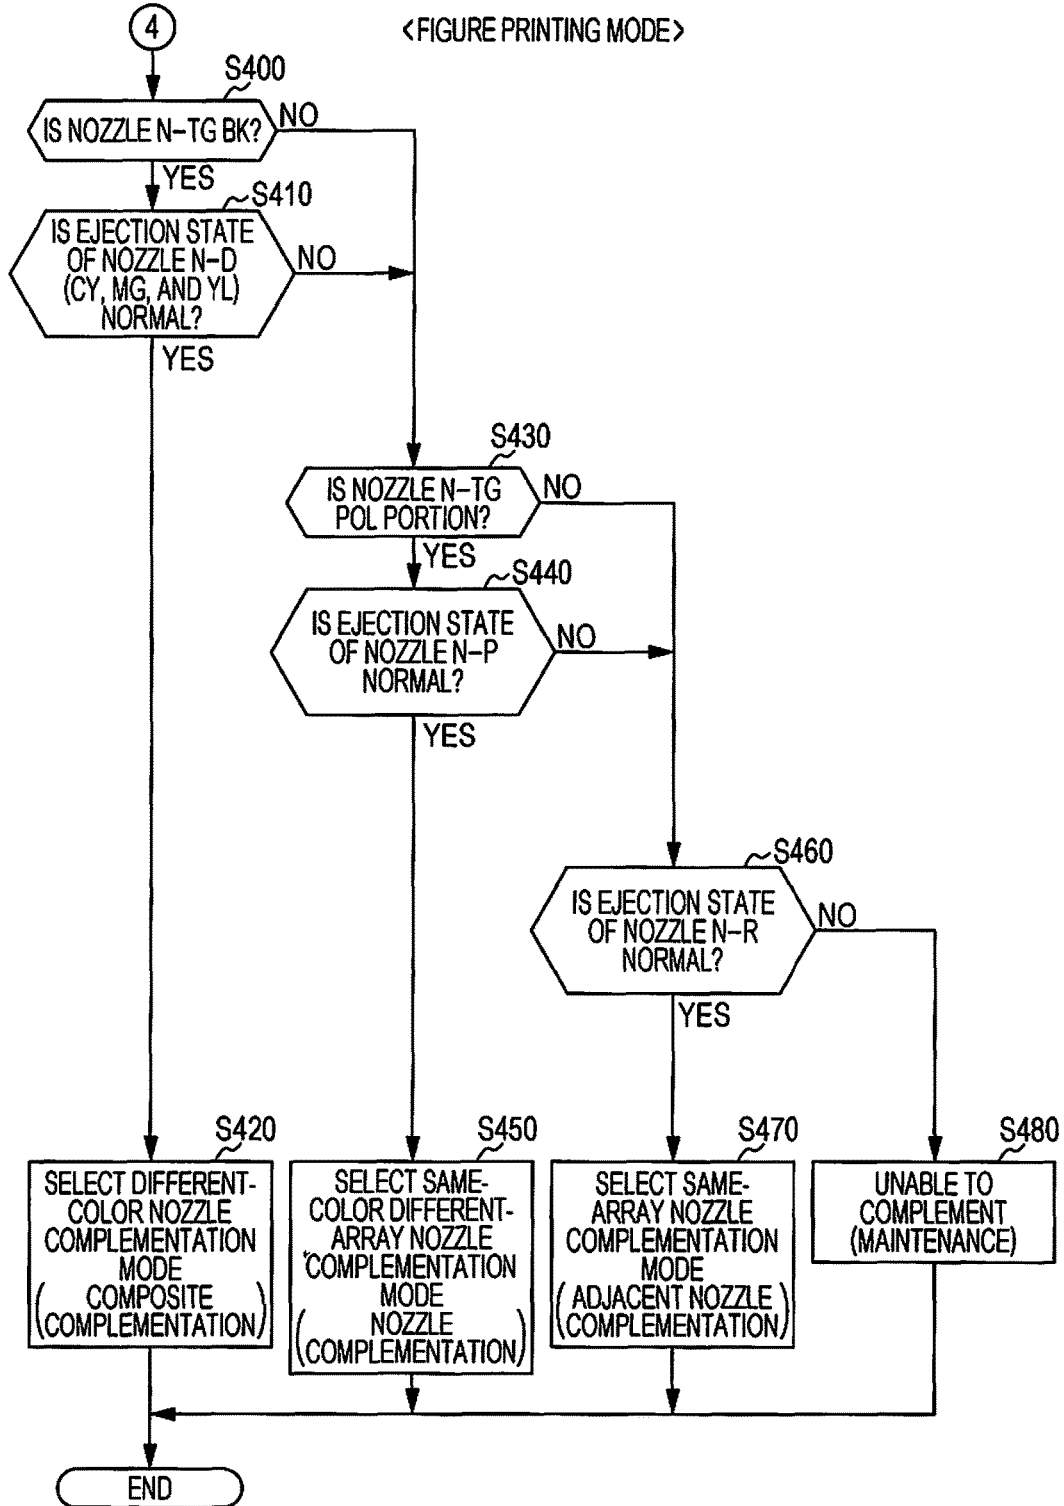 4
<FIGURE PRINTING MODE>
S400
IS NOZZLE N-TG BK?
NO
YES
S410
IS EJECTION STATE
OF NOZZLE N-D
(CY, MG, AND YL)
NORMAL?
NO
YES
S430
IS NOZZLE N-TG
POL PORTION?
NO
YES
S440
IS EJECTION STATE
OF NOZZLE N-P
NORMAL?
NO
YES
S460
IS EJECTION STATE
OF NOZZLE N-R
NORMAL?
NO
YES
S420
SELECT DIFFERENT-
COLOR NOZZLE
COMPLEMENTATION
MODE
(COMPOSITE
COMPLEMENTATION)
S450
SELECT SAME-
COLOR DIFFERENT-
ARRAY NOZZLE
COMPLEMENTATION
MODE
(NOZZLE
COMPLEMENTATION)
S470
SELECT SAME-
ARRAY NOZZLE
COMPLEMENTATION
MODE
(ADJACENT NOZZLE
COMPLEMENTATION)
S480
UNABLE TO
COMPLEMENT
(MAINTENANCE)
END